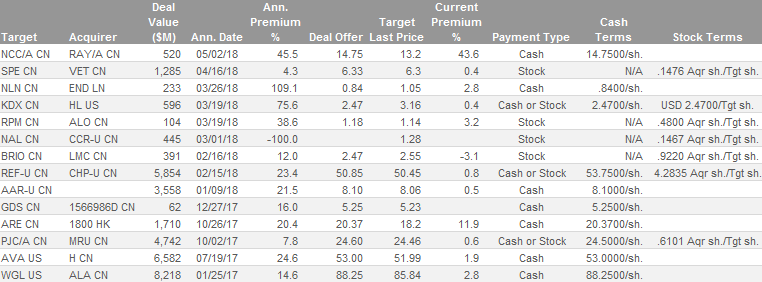 Deal Ann. Current
Value Premium Target Premium Cash
Target Acquirer ($M) Ann. Date % Deal Offer Last Price % Payment Type Terms Stock Terms
NCC/A CN RAY/A CN 520 05/02/18 45.5 14.75 13.2 43.6 Cash 14.7500/sh.
SPE CN VET CN 1,285 04/16/18 4.3 6.33 6.3 0.4 Stock N/A .1476 Aqr sh./Tgt sh.
NLN CN END LN 233 03/26/18 109.1 0.84 1.05 2.8 Cash .8400/sh.
KDX CN HL US 596 03/19/18 75.6 2.47 3.16 0.4 Cash or Stock 2.4700/sh. USD 2.4700/Tgt sh.
RPM CN ALO CN 104 03/19/18 38.6 1.18 1.14 3.2 Stock N/A .4800 Aqr sh./Tgt sh.
NAL CN CCR-U CN 445 03/01/18 -100.0 1.28 Stock N/A .1467 Aqr sh./Tgt sh.
BRIO CN LMC CN 391 02/16/18 12.0 2.47 2.55 -3.1 Stock N/A .9220 Aqr sh./Tgt sh.
REF-U CN CHP-U CN 5,854 02/15/18 23.4 50.85 50.45 0.8 Cash or Stock 53.7500/sh. 4.2835 Aqr sh./Tgt sh.
AAR-U CN 3,558 01/09/18 21.5 8.10 8.06 0.5 Cash 8.1000/sh.
GDS CN 1566986D CN 62 12/27/17 16.0 5.25 5.23 Cash 5.2500/sh.
ARE CN 1800 HK 1,710 10/26/17 20.4 20.37 18.2 11.9 Cash 20.3700/sh.
PJC/A CN MRU CN 4,742 10/02/17 7.8 24.60 24.46 0.6 Cash or Stock 24.5000/sh. .6101 Aqr sh./Tgt sh.
AVA US H CN 6,582 07/19/17 24.6 53.00 51.99 1.9 Cash 53.0000/sh.
WGL US ALA CN 8,218 01/25/17 14.6 88.25 85.84 2.8 Cash 88.2500/sh.